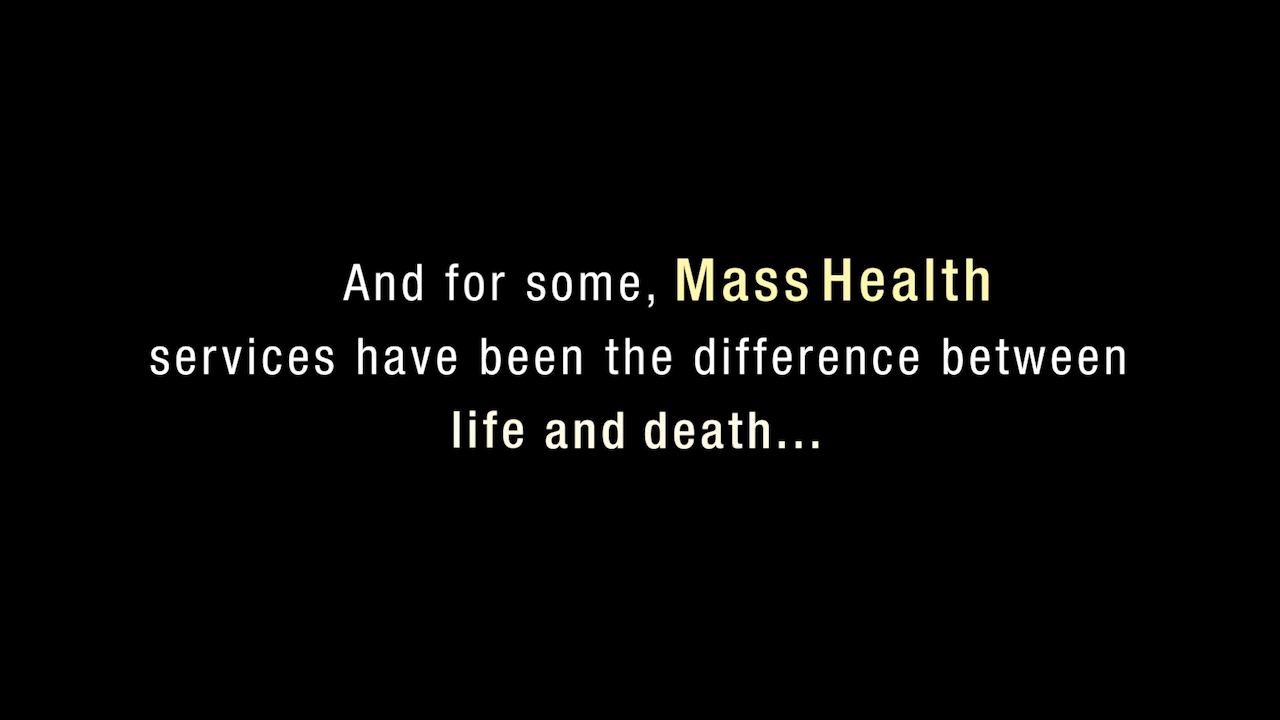 And for some, Mass Health
services have been the difference between
life and death...